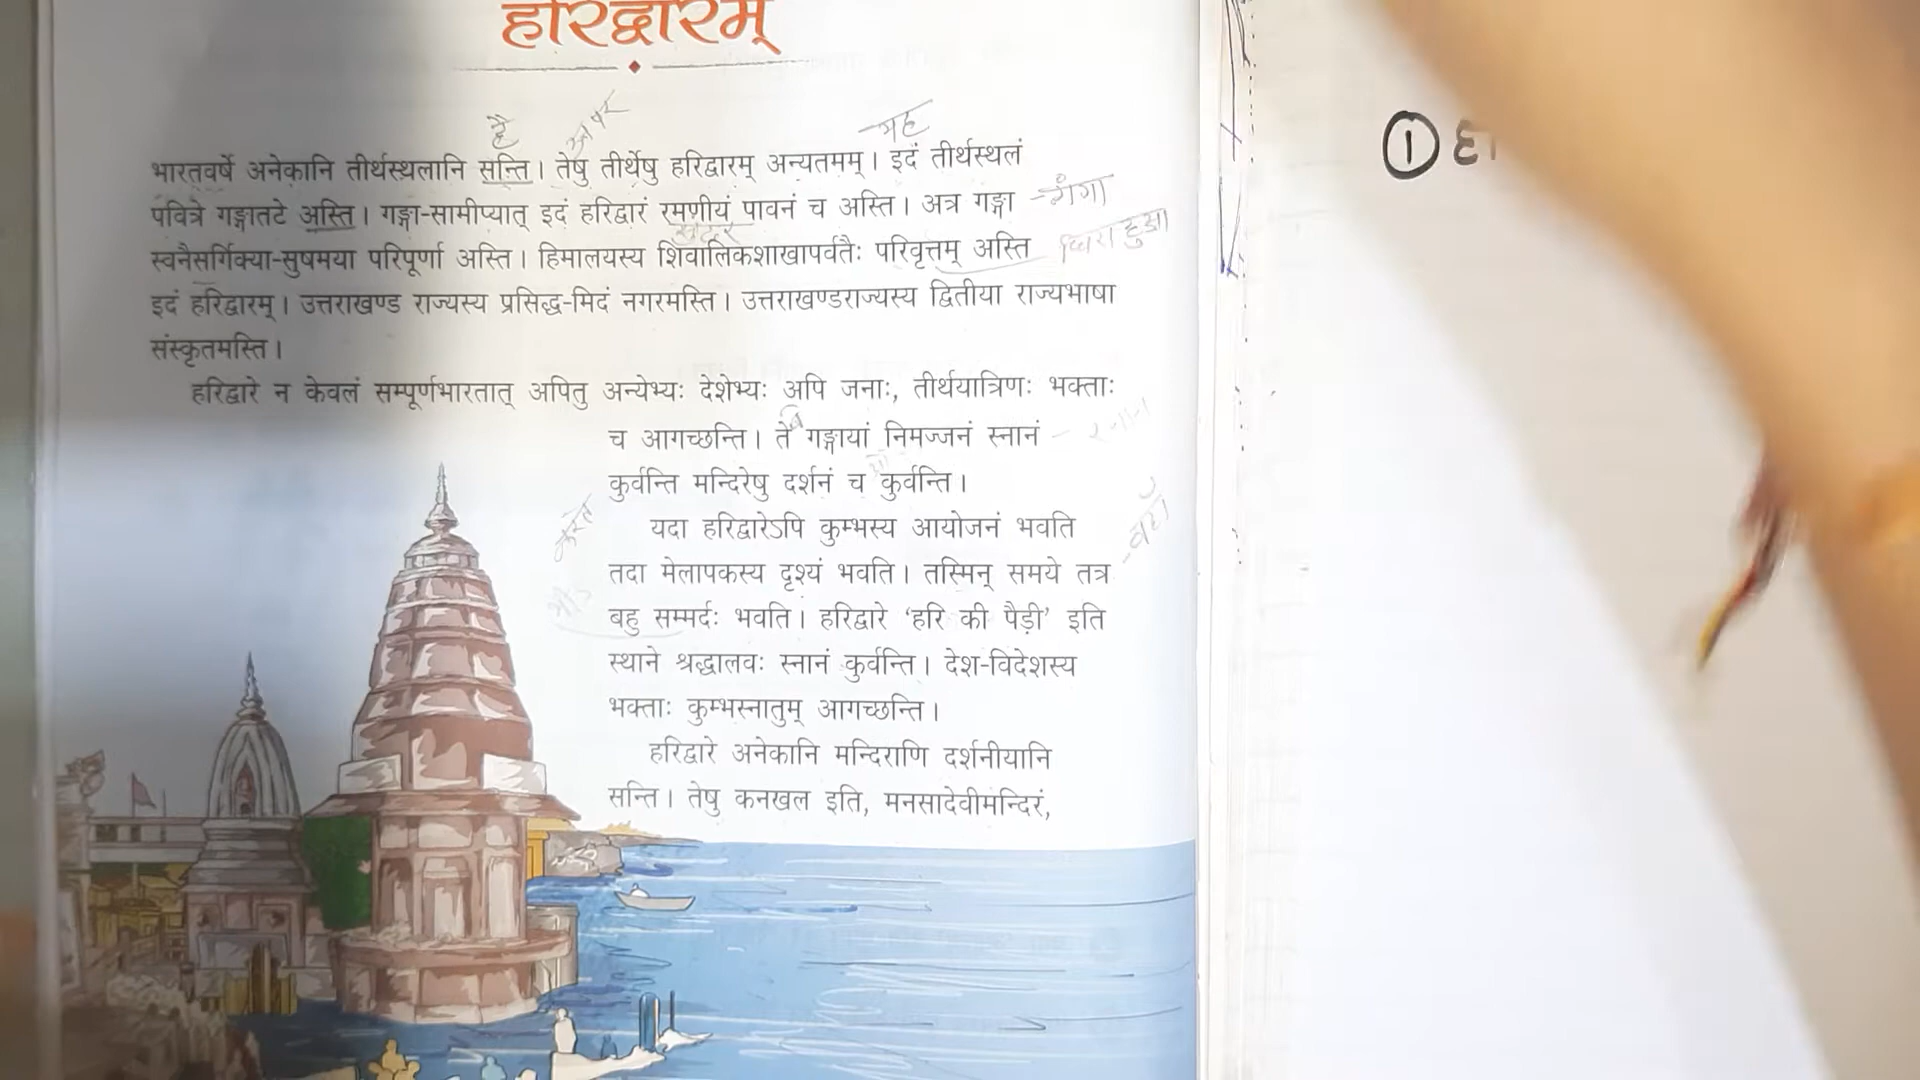 हरिद्वारम्
है
यह
भारतवर्षे अनेकानि तीर्थस्थलानि सन्ति। तेषु तीर्थेषु हरिद्वारम् अन्यतमम्। इदं तीर्थस्थलं
पवित्रे गङ्गातटे अस्ति। गङ्गा-सामीप्यात् इदं हरिद्वारं रमणीयं पावनं च अस्ति। अत्र गङ्गा
-गंगा
सुन्दर
स्वनैसर्गिक्या-सुषमया परिपूर्णा अस्ति। हिमालयस्य शिवालिकशाखापर्वतैः परिवृत्तम् अस्ति
घिरा हुआ
इदं हरिद्वारम्। उत्तराखण्ड राज्यस्य प्रसिद्ध-मिदं नगरमस्ति। उत्तराखण्डराज्यस्य द्वितीया राज्यभाषा
संस्कृतमस्ति।
हरिद्वारे न केवलं सम्पूर्णभारतात् अपितु अन्येभ्यः देशेभ्यः अपि जनाः, तीर्थयात्रिणः भक्ताः
च आगच्छन्ति। ते गङ्गायां निमज्जनं स्नानं
- स्नान
कुर्वन्ति मन्दिरेषु दर्शनं च कुर्वन्ति।
करते
यदा हरिद्वारेऽपि कुम्भस्य आयोजनं भवति
तदा मेलापकस्य दृश्यं भवति। तस्मिन् समये तत्र
-वहाँ
बहु सम्मर्दः भवति। हरिद्वारे ‘हरि की पैड़ी’ इति
स्थाने श्रद्धालवः स्नानं कुर्वन्ति। देश-विदेशस्य
भक्ताः कुम्भस्नातुम् आगच्छन्ति।
हरिद्वारे अनेकानि मन्दिराणि दर्शनीयानि
सन्ति। तेषु कनखल इति, मनसादेवीमन्दिरं,
① ह